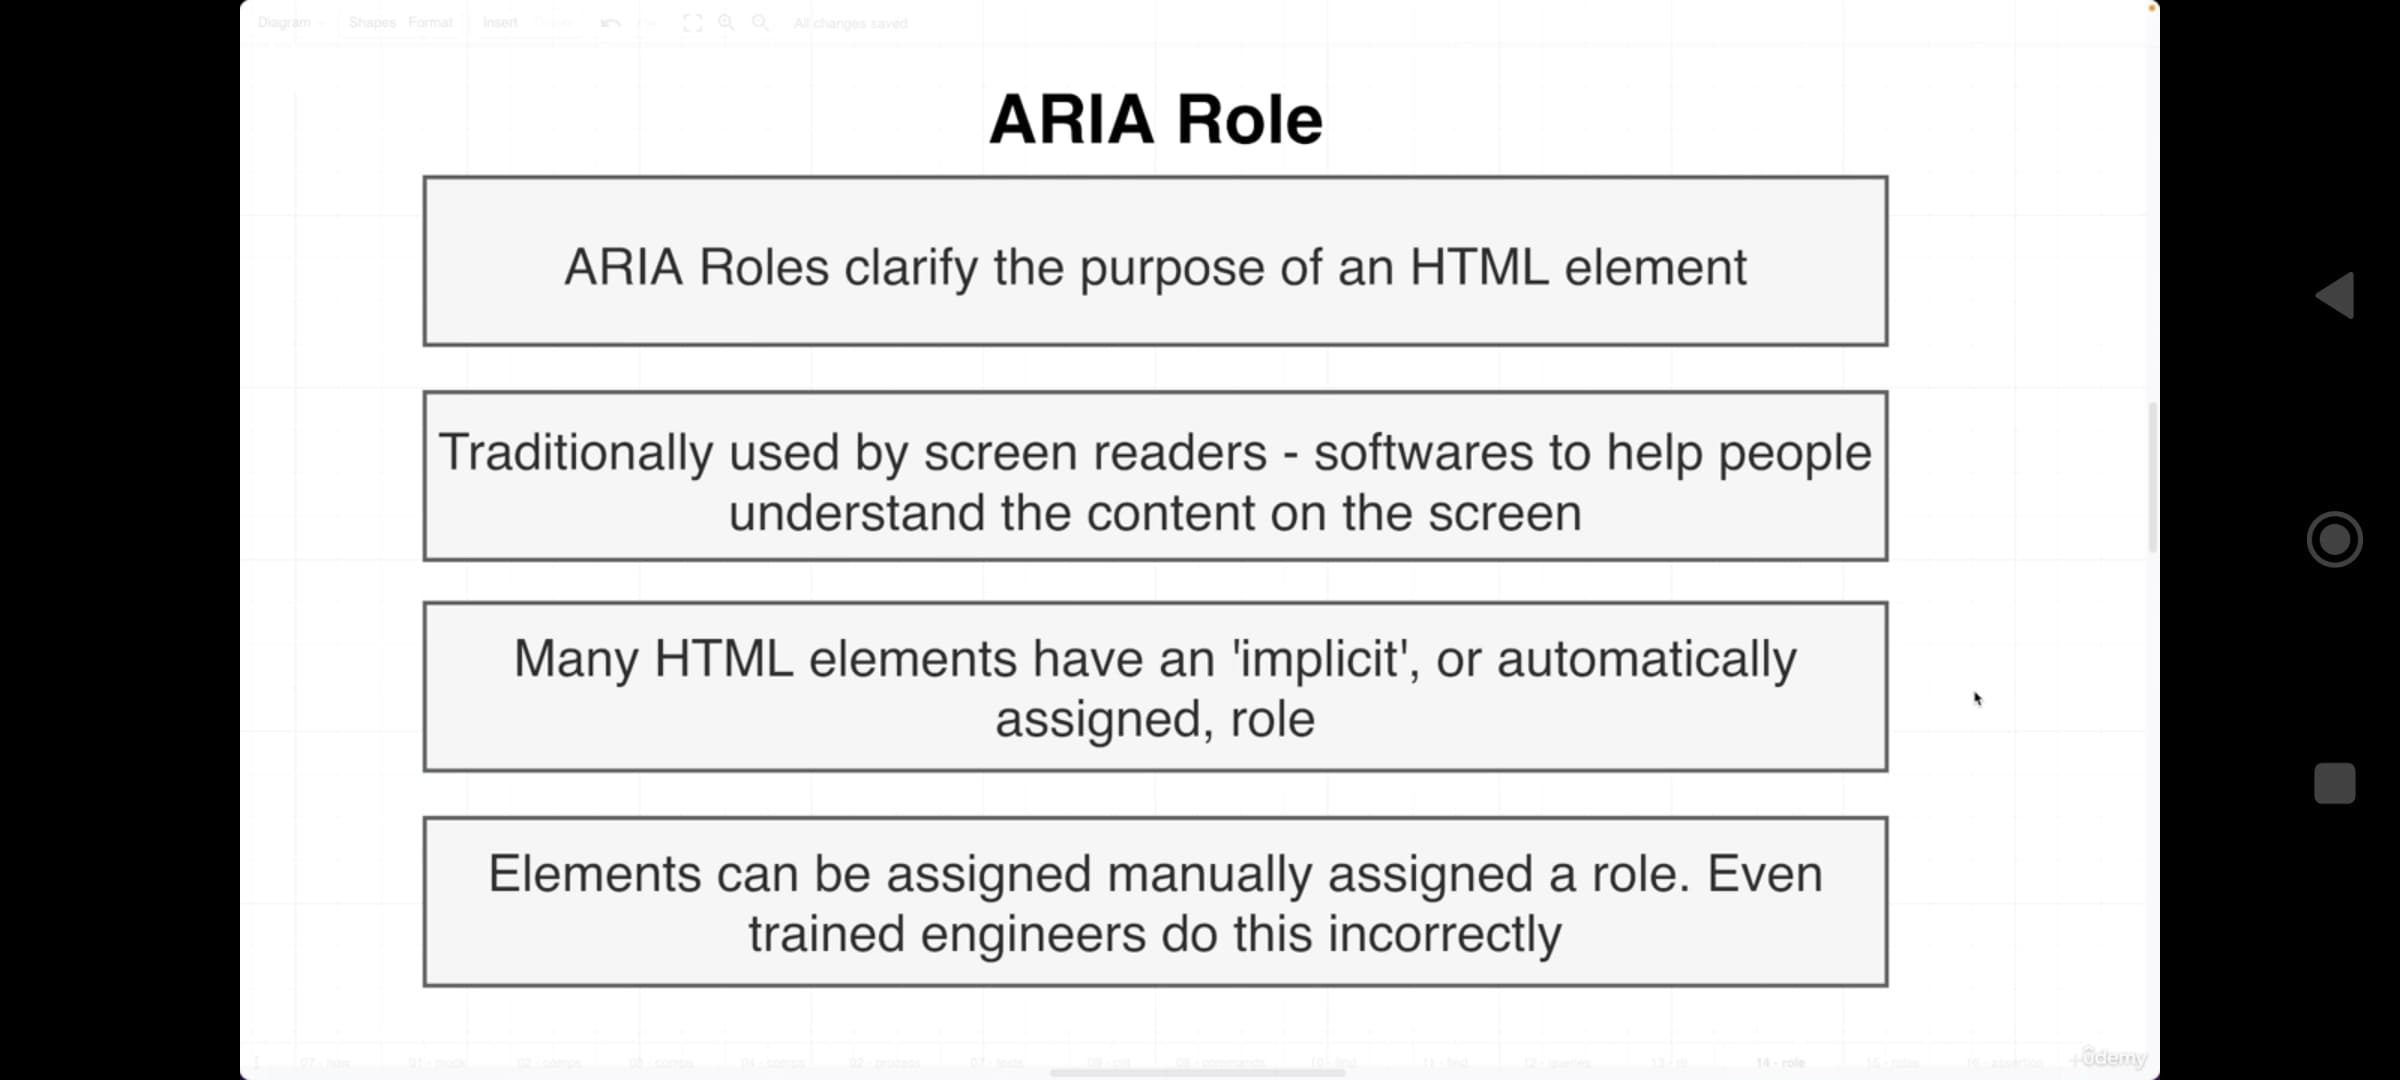 Diagram Shapes Format Insert All changes saved
ARIA Role
ARIA Roles clarify the purpose of an HTML element
Traditionally used by screen readers - softwares to help people
understand the content on the screen
Many HTML elements have an 'implicit', or automatically
assigned, role
Elements can be assigned manually assigned a role. Even
trained engineers do this incorrectly
14 - role
ûdemy